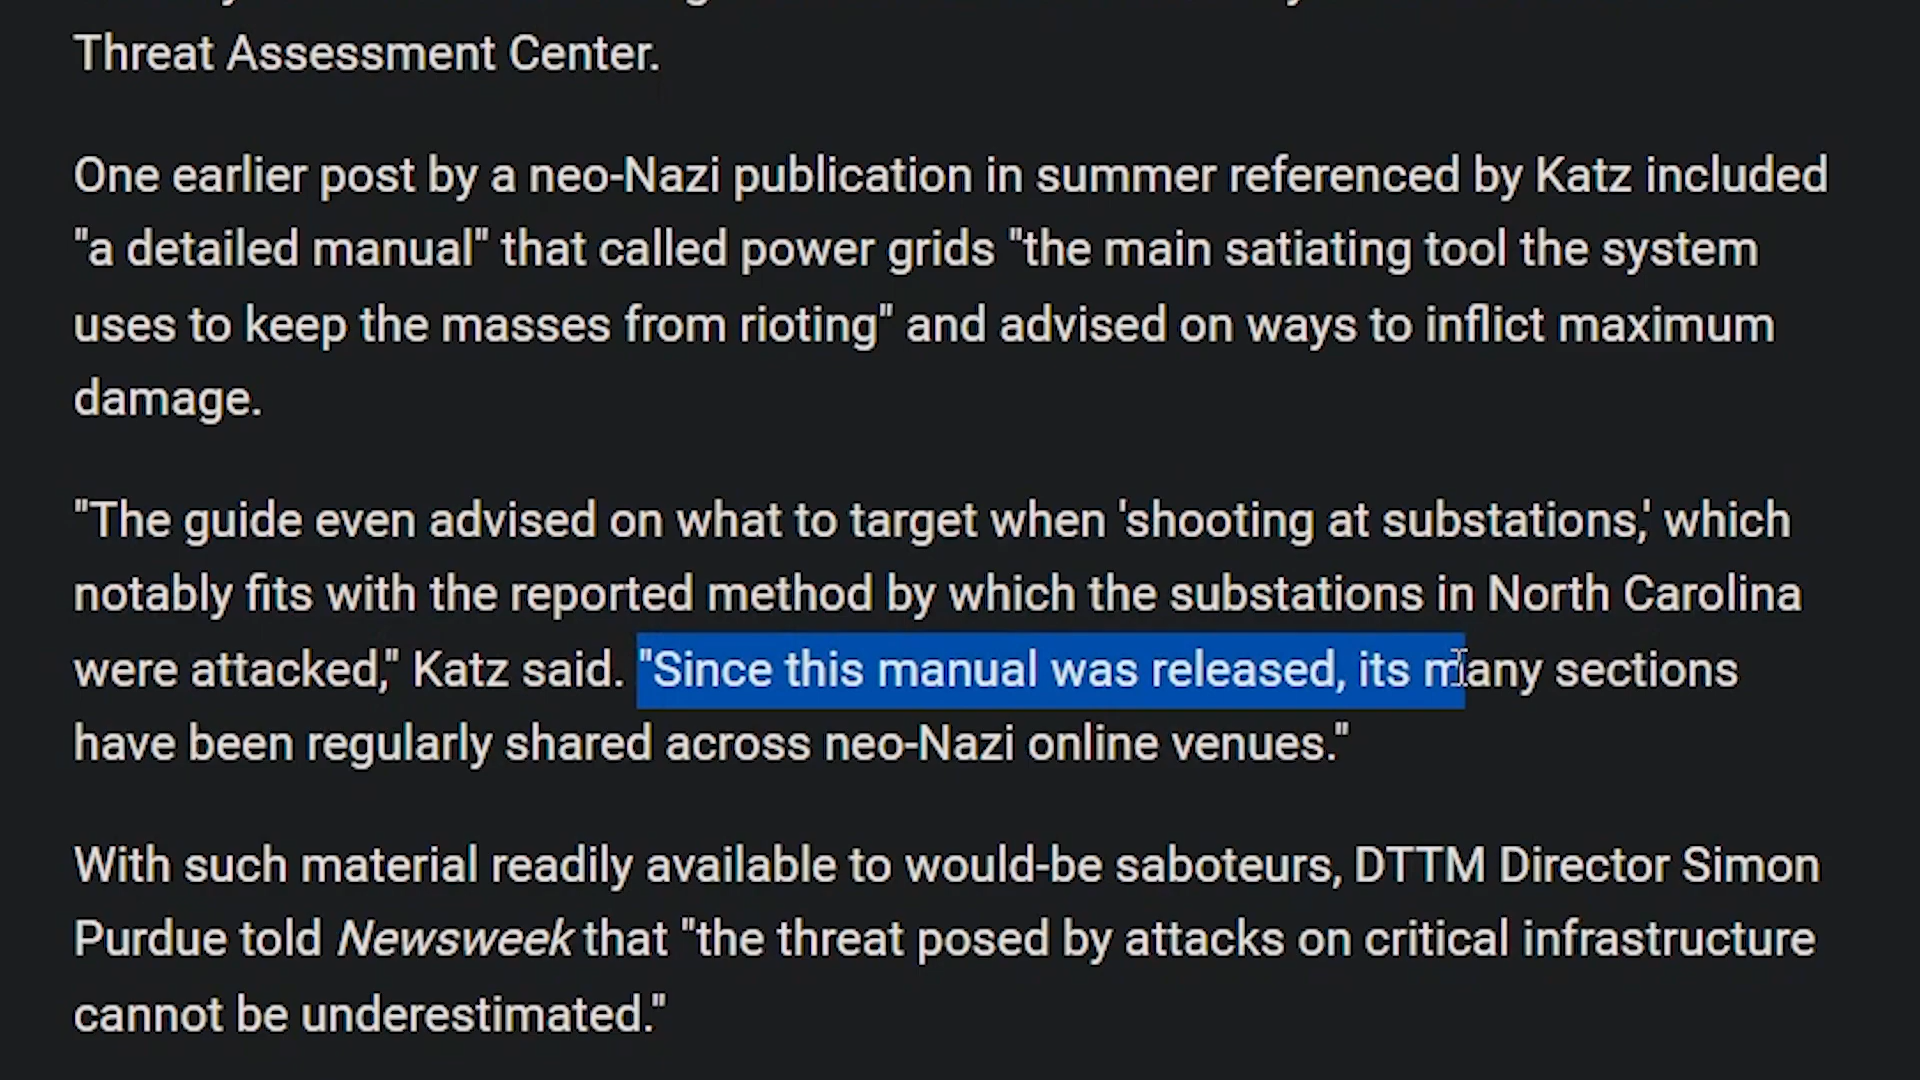 Threat Assessment Center.
One earlier post by a neo-Nazi publication in summer referenced by Katz included
"a detailed manual" that called power grids "the main satiating tool the system
uses to keep the masses from rioting" and advised on ways to inflict maximum
damage.
"The guide even advised on what to target when 'shooting at substations,' which
notably fits with the reported method by which the substations in North Carolina
were attacked," Katz said. "Since this manual was released, its many sections
have been regularly shared across neo-Nazi online venues."
With such material readily available to would-be saboteurs, DTTM Director Simon
Purdue told Newsweek that "the threat posed by attacks on critical infrastructure
cannot be underestimated."